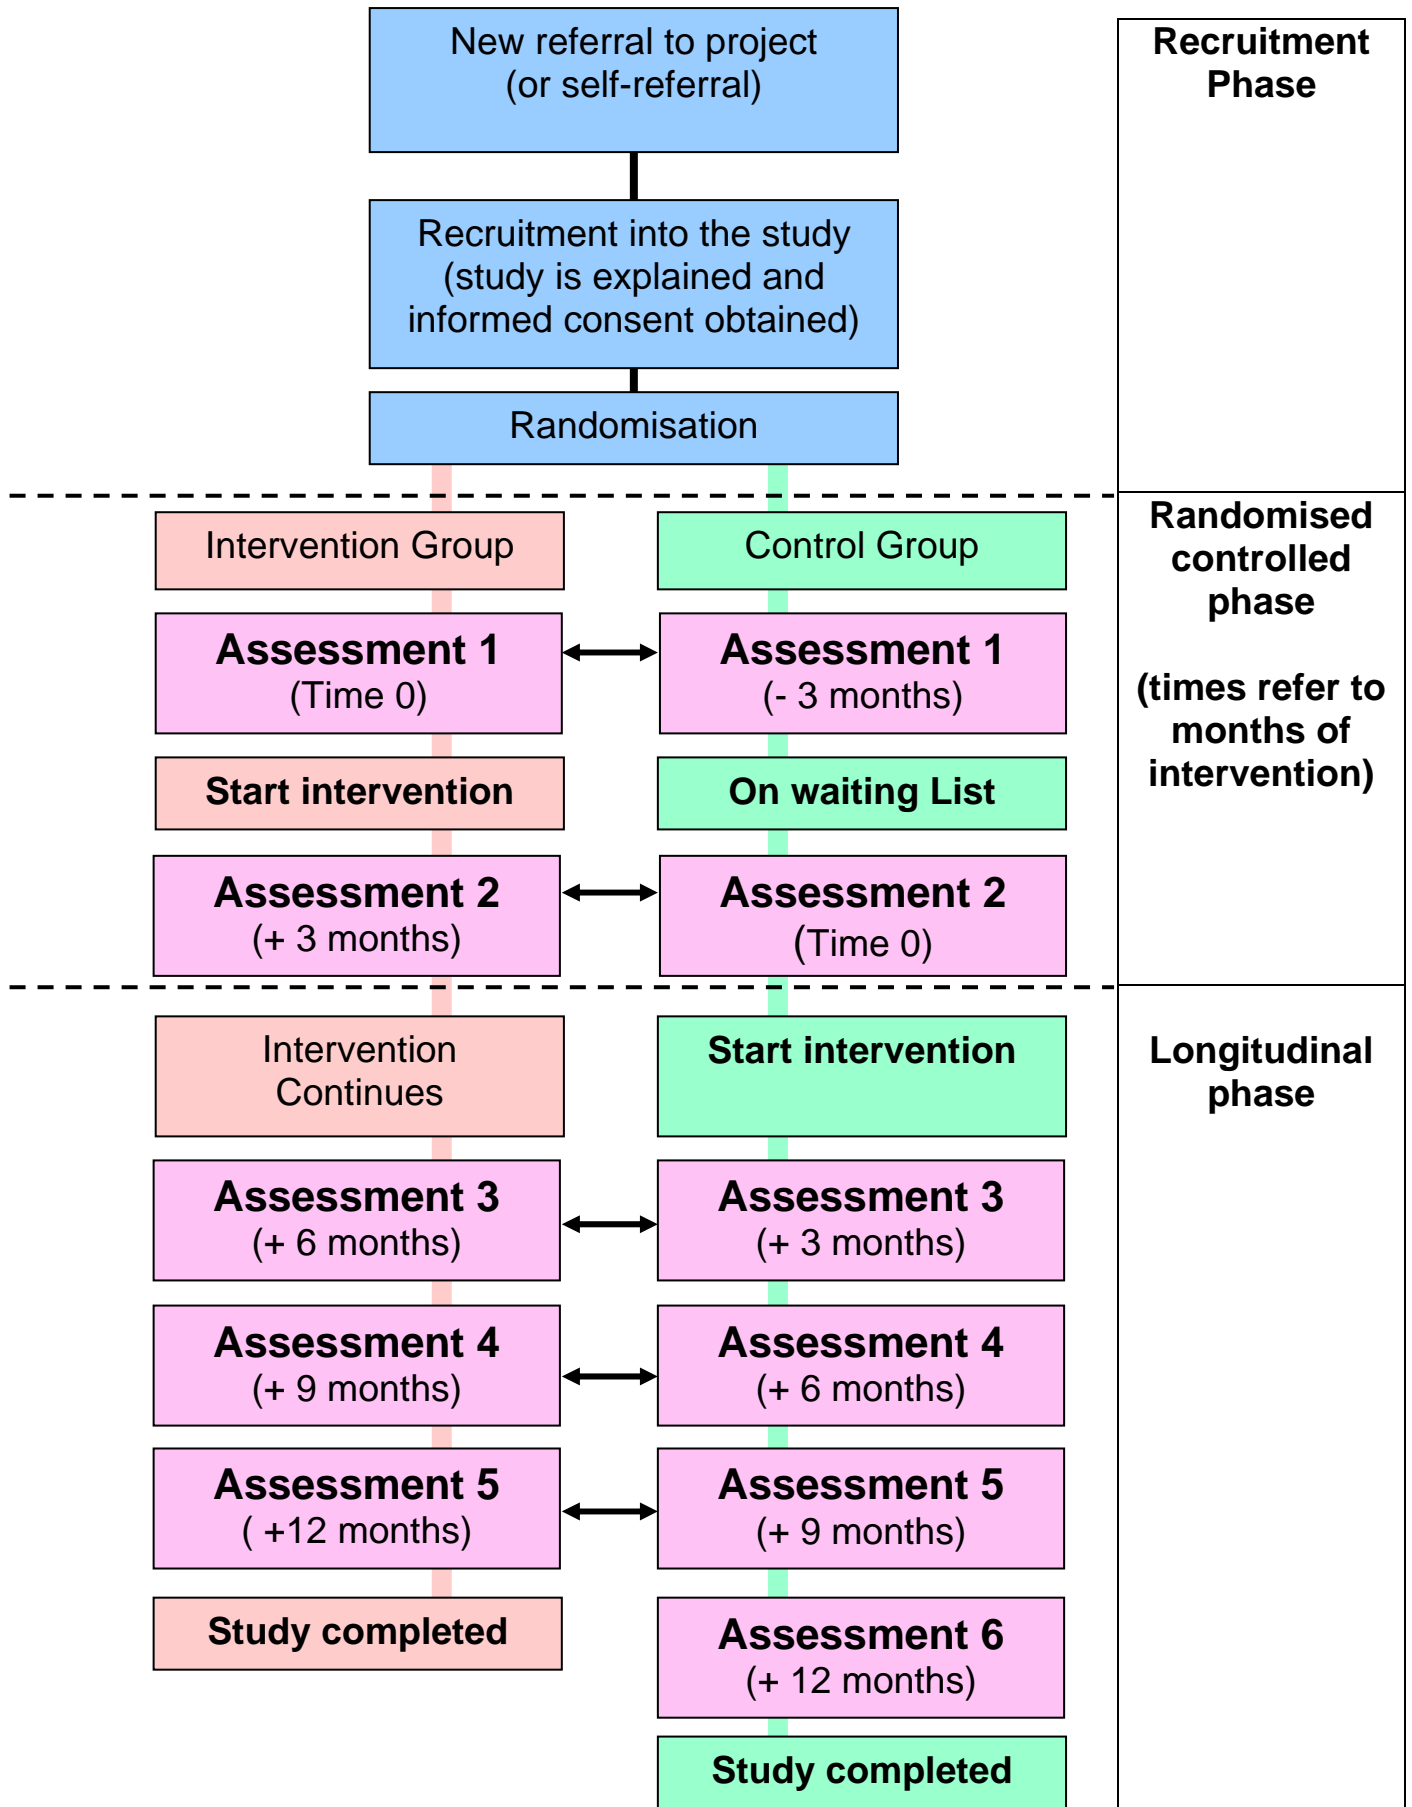 New referral to project
(or self-referral)
Recruitment
Phase
Recruitment into the study
(study is explained and
informed consent obtained)
Randomisation
Intervention Group
Control Group
Randomised
controlled
phase
(times refer to
months of
intervention)
Assessment 1
(Time 0)
Assessment 1
(- 3 months)
Start intervention
On waiting List
Assessment 2
(+ 3 months)
Assessment 2
(Time 0)
Intervention
Continues
Start intervention
Longitudinal
phase
Assessment 3
(+ 6 months)
Assessment 3
(+ 3 months)
Assessment 4
(+ 9 months)
Assessment 4
(+ 6 months)
Assessment 5
( +12 months)
Assessment 5
(+ 9 months)
Study completed
Assessment 6
(+ 12 months)
Study completed